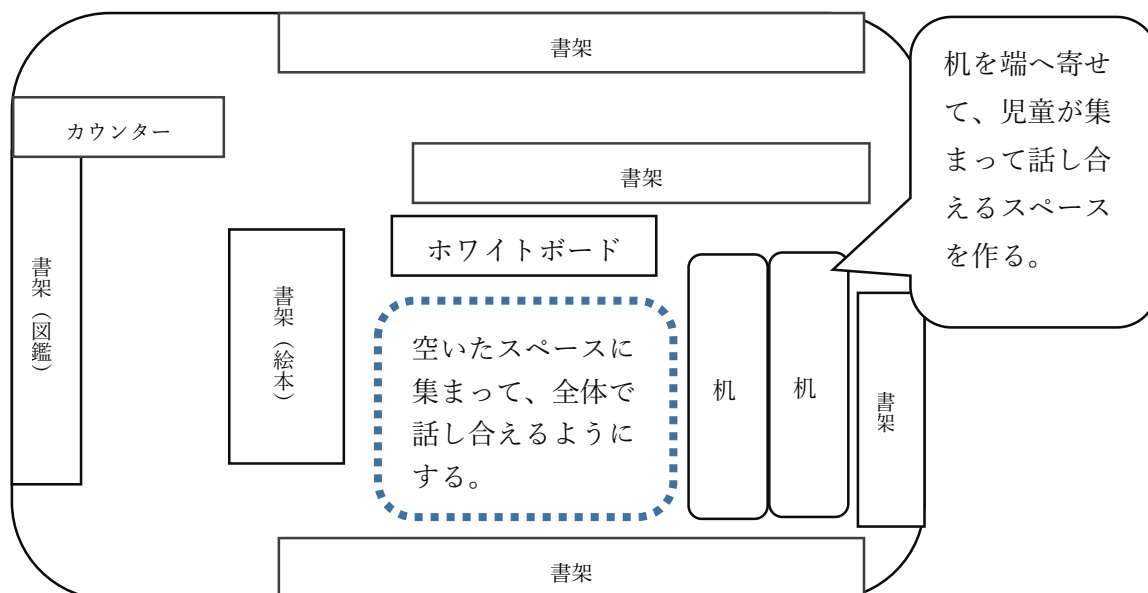 書架
机を端へ寄せ
て、児童が集
まって話し合
えるスペース
を作る。
カウンター
書架
ホワイトボード
書架（図鑑）
書架（絵本）
空いたスペースに
集まって、全体で
話し合えるように
する。
机
机
書架
書架